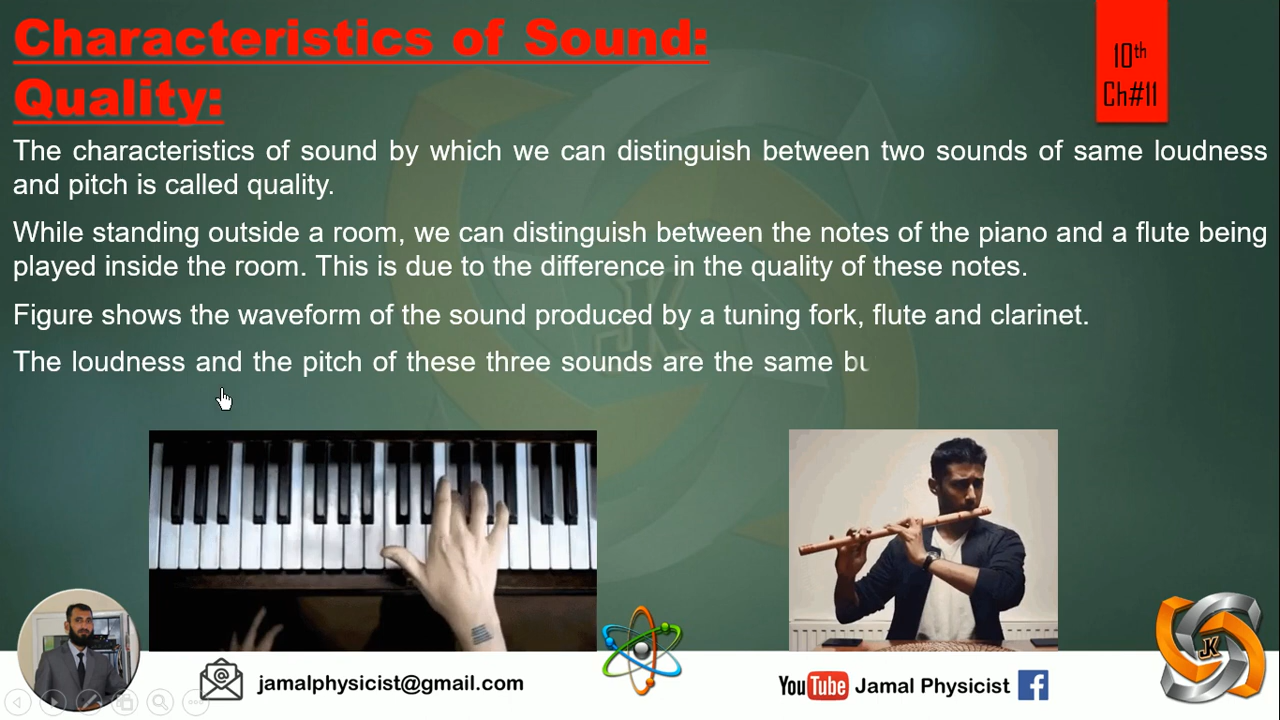 Characteristics of Sound:
Quality:
10th
Ch#11
The characteristics of sound by which we can distinguish between two sounds of same loudness
and pitch is called quality.
While standing outside a room, we can distinguish between the notes of the piano and a flute being
played inside the room. This is due to the difference in the quality of these notes.
Figure shows the waveform of the sound produced by a tuning fork, flute and clarinet.
The loudness and the pitch of these three sounds are the same bu
JK
jamalphysicist@gmail.com
YouTube Jamal Physicist f
JK